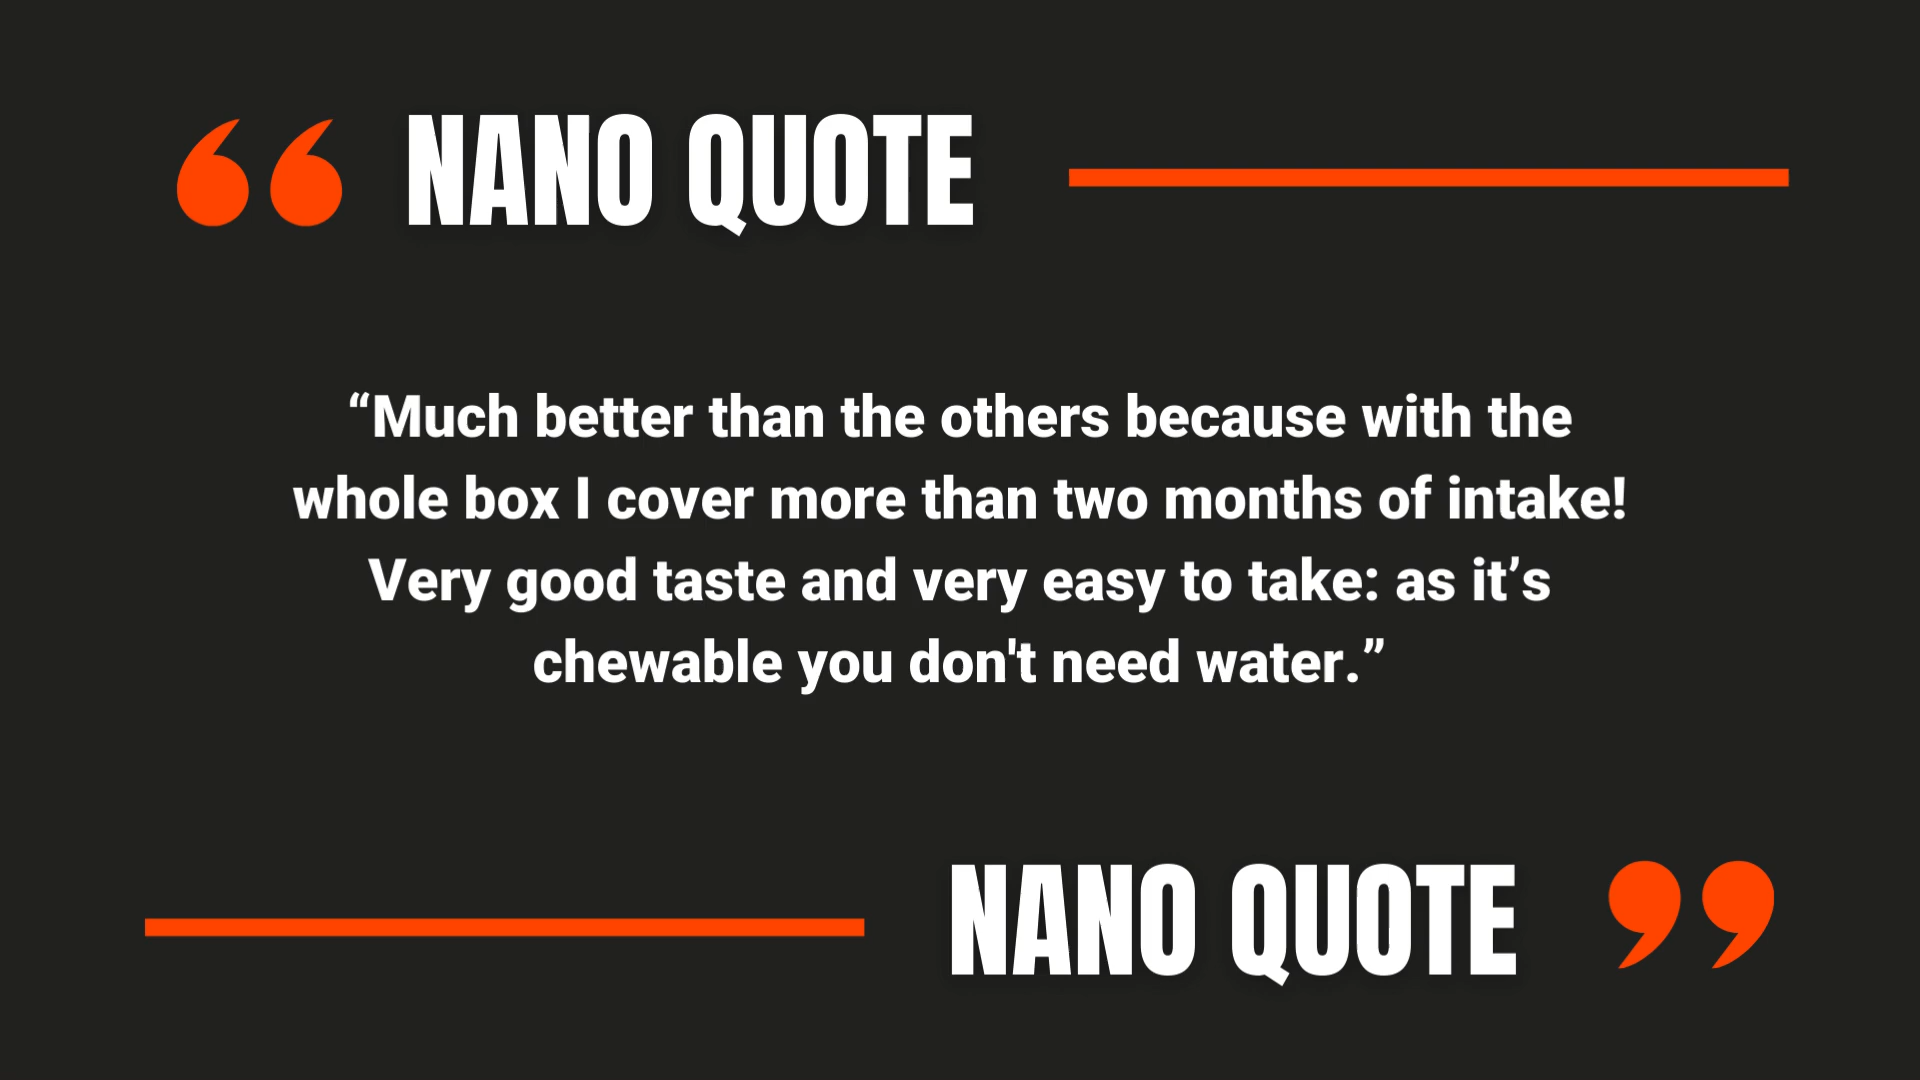 NANO QUOTE
“Much better than the others because with the
whole box I cover more than two months of intake!
Very good taste and very easy to take: as it’s
chewable you don't need water.”
NANO QUOTE